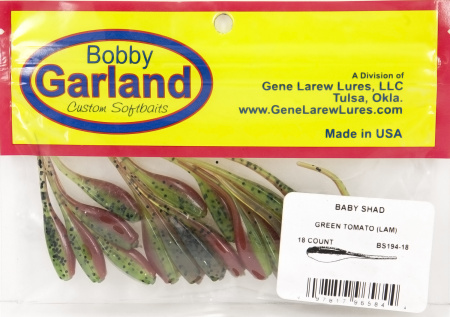 Bobby
Garland
Custom Softbaits
A Division of
Gene Larew Lures, LLC
Tulsa, Okla.
www.GeneLarewLures.com
Made in USA
BABY SHAD
GREEN TOMATO (LAM)
18 COUNT BS194-18